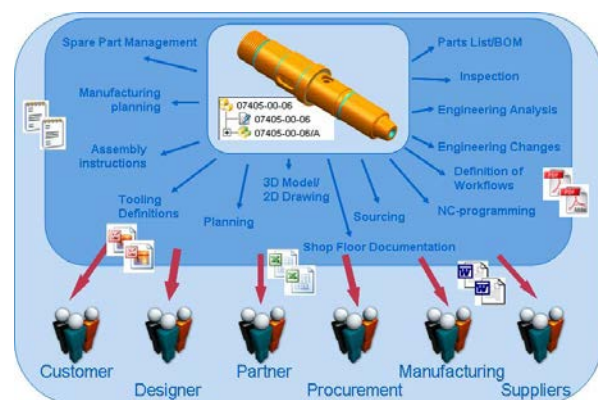 Spare Part Management
Manufacturing
planning
Assembly
instructions
Tooling
Definitions
Planning
3D Model/
2D Drawing
07405-00-06
07405-00-06
07405-00-06/A
Parts List/BOM
Inspection
Engineering Analysis
Engineering Changes
Definition of
Workflows
NC-programming
Sourcing
Shop Floor Documentation
Customer
Designer
Partner
Procurement
Manufacturing
Suppliers